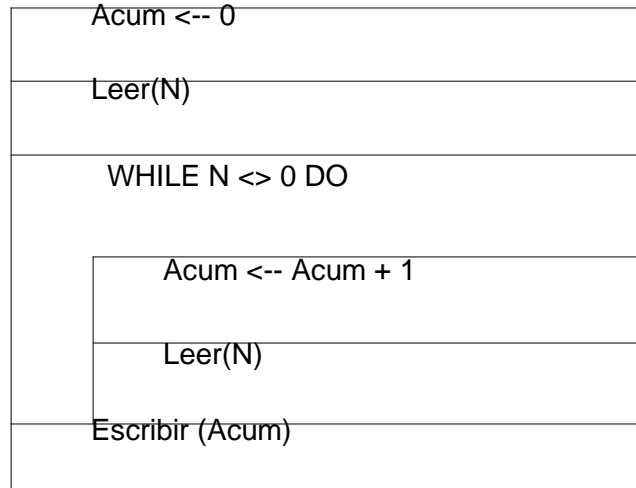 Acum <-- 0
Leer(N)
WHILE N <> 0 DO
Acum <-- Acum + 1
Leer(N)
Escribir (Acum)